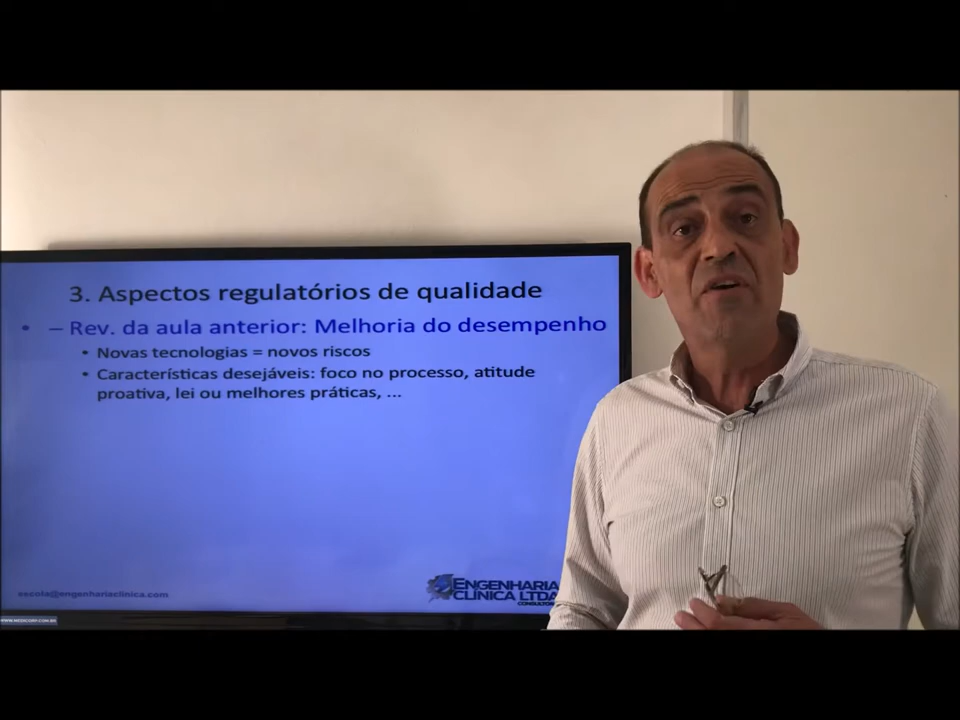 3. Aspectos regulatórios de qualidade
• – Rev. da aula anterior: Melhoria do desempenho
• Novas tecnologias = novos riscos
• Características desejáveis: foco no processo, atitude
proativa, lei ou melhores práticas, ...
escola@engenhariaclinica.com
ENGENHARIA
CLÍNICA LTDA